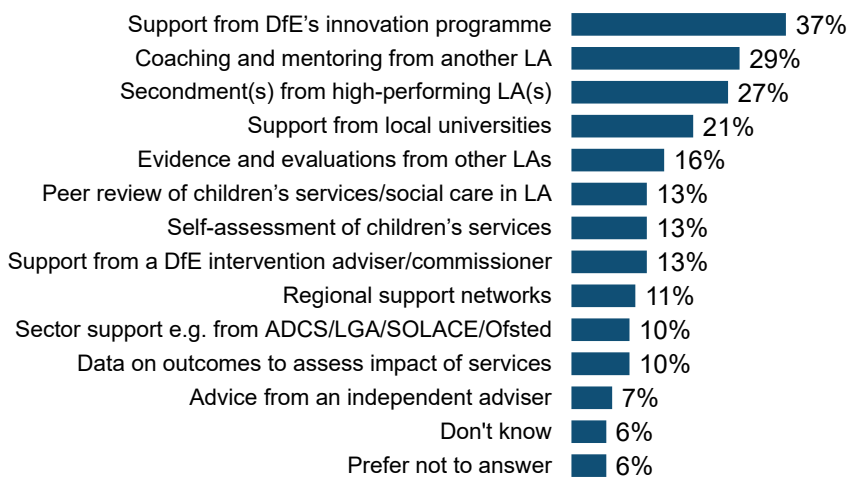 Support from DfE’s innovation programme 37%
Coaching and mentoring from another LA 29%
Secondment(s) from high-performing LA(s) 27%
Support from local universities 21%
Evidence and evaluations from other LAs 16%
Peer review of children’s services/social care in LA 13%
Self-assessment of children’s services 13%
Support from a DfE intervention adviser/commissioner 13%
Regional support networks 11%
Sector support e.g. from ADCS/LGA/SOLACE/Ofsted 10%
Data on outcomes to assess impact of services 10%
Advice from an independent adviser 7%
Don't know 6%
Prefer not to answer 6%